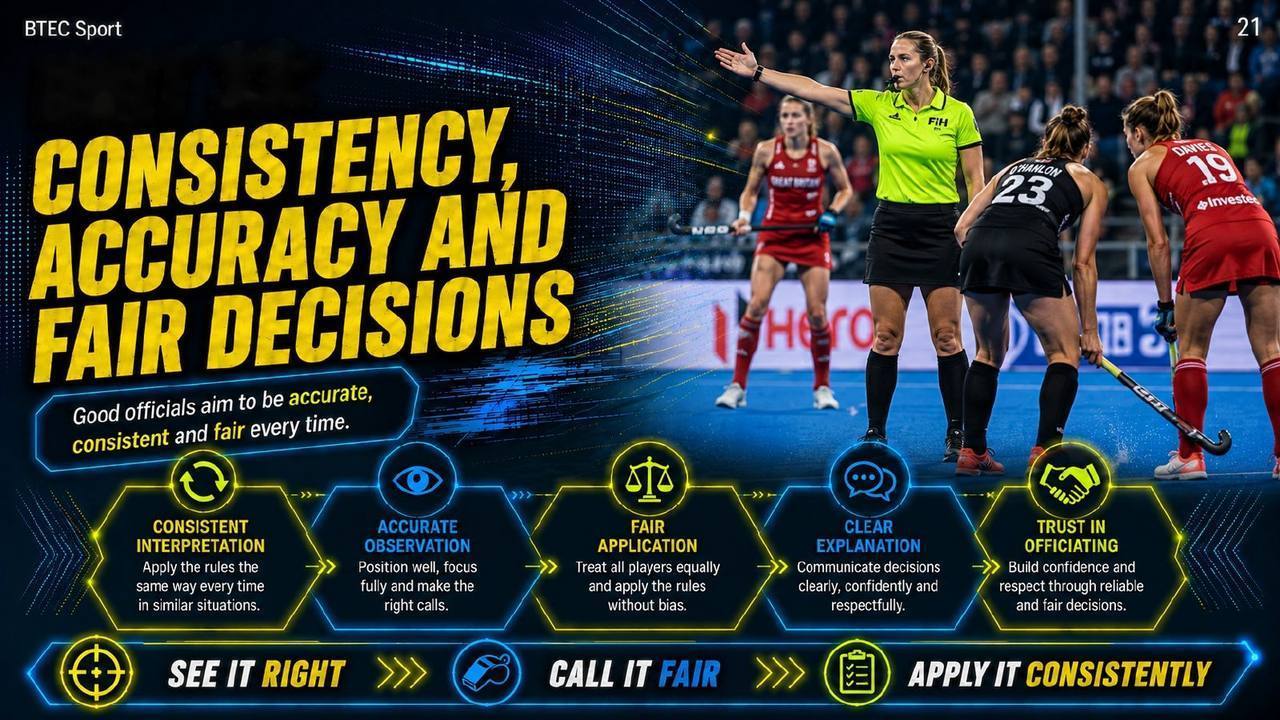 BTEC Sport
21
CONSISTENCY,
ACCURACY AND
FAIR DECISIONS
Good officials aim to be accurate,
consistent and fair every time.
FIH
GREAT BRITAIN
O'HANLON
23
DAVIES
19
Investec
HERO
CONSISTENT
INTERPRETATION
Apply the rules the
same way every time
in similar situations.
ACCURATE
OBSERVATION
Position well, focus
fully and make the
right calls.
FAIR
APPLICATION
Treat all players equally
and apply the rules
without bias.
CLEAR
EXPLANATION
Communicate decisions
clearly, confidently and
respectfully.
TRUST IN
OFFICIATING
Build confidence and
respect through reliable
and fair decisions.
SEE IT RIGHT
CALL IT FAIR
APPLY IT CONSISTENTLY